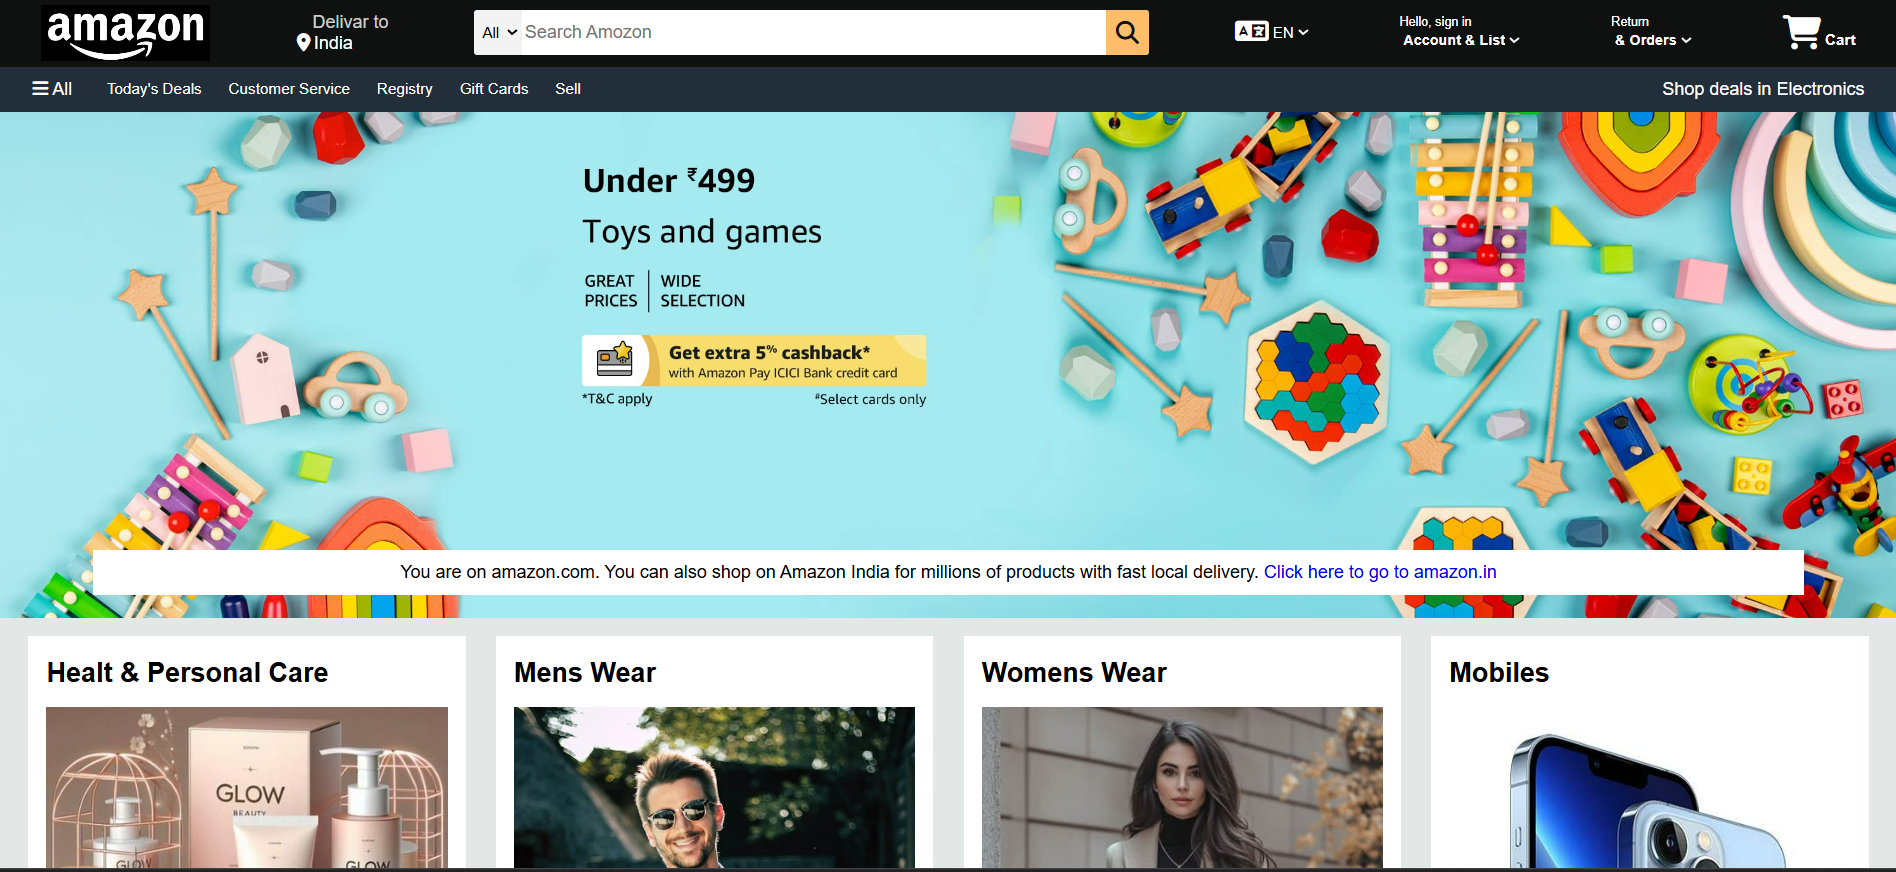 amazon
Delivar to
India
All
Search Amozon
EN
Hello, sign in
Account & List
Return
& Orders
Cart
All
Today's Deals
Customer Service
Registry
Gift Cards
Sell
Shop deals in Electronics
Under ₹499
Toys and games
GREAT PRICES
WIDE SELECTION
Get extra 5% cashback*
with Amazon Pay ICICI Bank credit card
*T&C apply
#Select cards only
You are on amazon.com. You can also shop on Amazon India for millions of products with fast local delivery. Click here to go to amazon.in
Healt & Personal Care
Mens Wear
Womens Wear
Mobiles
GLOW
BEAUTY
GLOW
GLOW